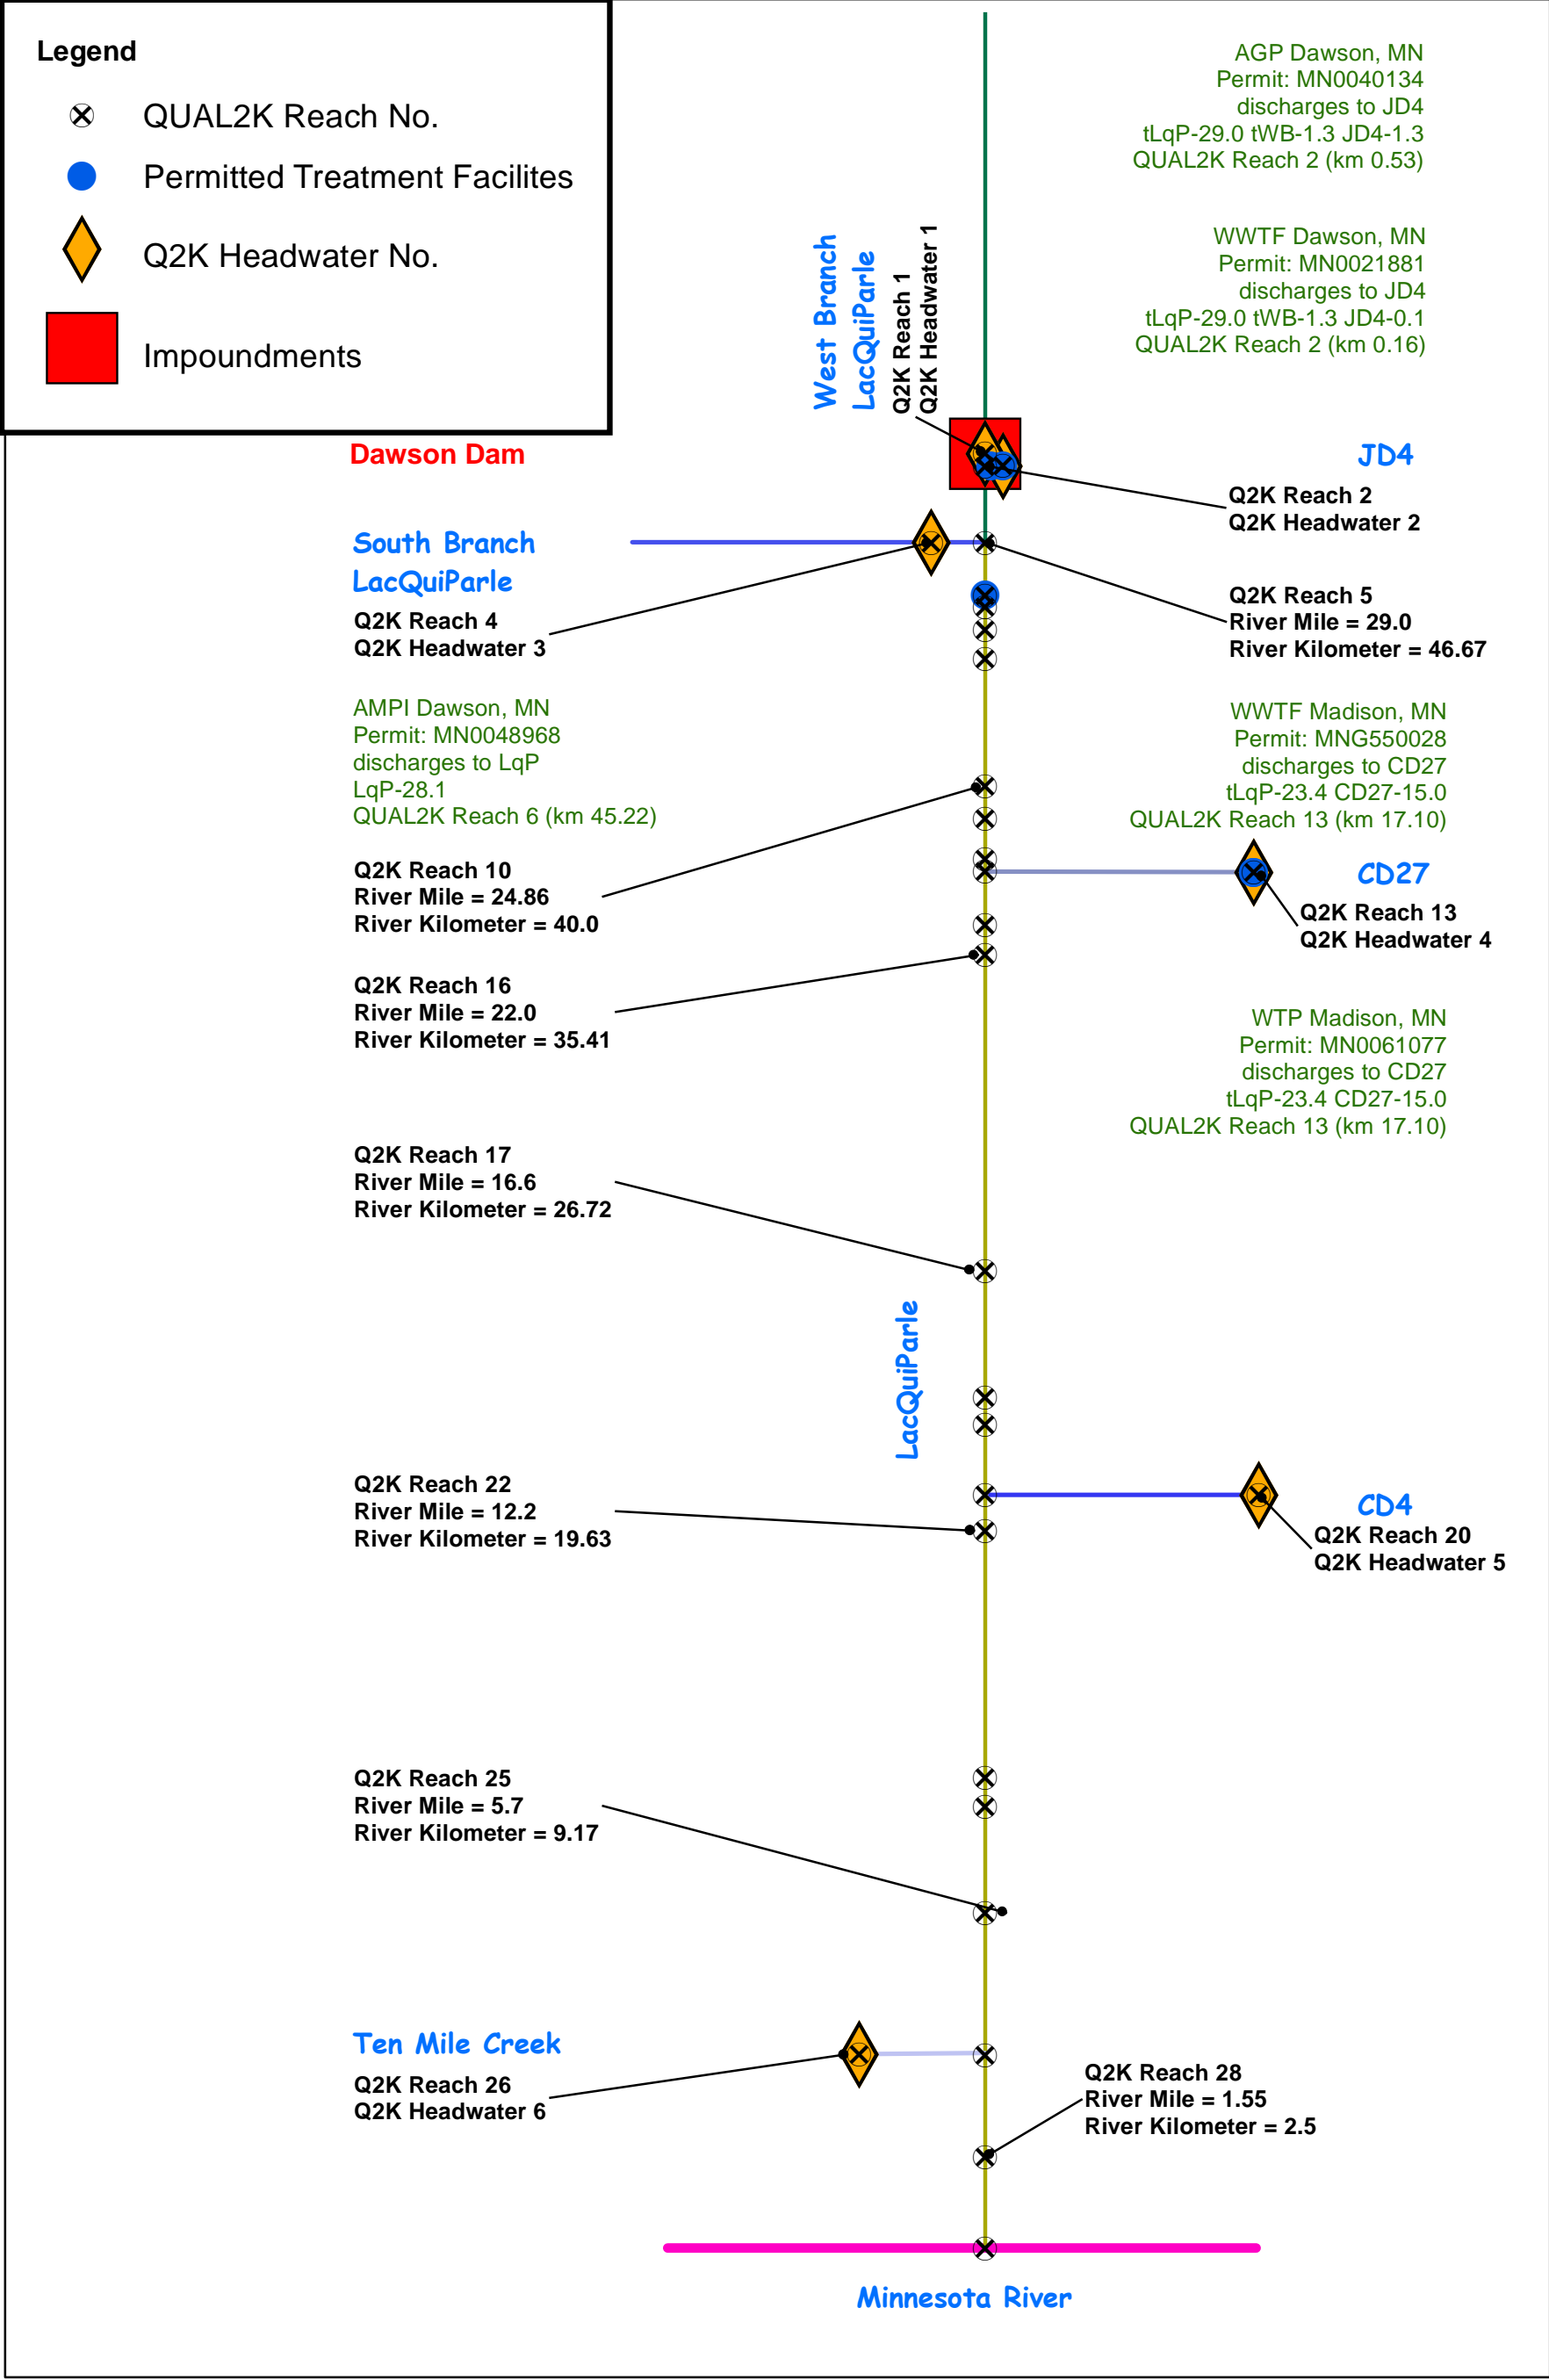 Legend
QUAL2K Reach No.
Permitted Treatment Facilites
Q2K Headwater No.
Impoundments
AGP Dawson, MN
Permit: MN0040134
discharges to JD4
tLqP-29.0 tWB-1.3 JD4-1.3
QUAL2K Reach 2 (km 0.53)
WWTF Dawson, MN
Permit: MN0021881
discharges to JD4
tLqP-29.0 tWB-1.3 JD4-0.1
QUAL2K Reach 2 (km 0.16)
West Branch
LacQuiParle
Q2K Reach 1
Q2K Headwater 1
Dawson Dam
JD4
Q2K Reach 2
Q2K Headwater 2
South Branch
LacQuiParle
Q2K Reach 4
Q2K Headwater 3
Q2K Reach 5
River Mile = 29.0
River Kilometer = 46.67
AMPI Dawson, MN
Permit: MN0048968
discharges to LqP
LqP-28.1
QUAL2K Reach 6 (km 45.22)
WWTF Madison, MN
Permit: MNG550028
discharges to CD27
tLqP-23.4 CD27-15.0
QUAL2K Reach 13 (km 17.10)
Q2K Reach 10
River Mile = 24.86
River Kilometer = 40.0
CD27
Q2K Reach 13
Q2K Headwater 4
Q2K Reach 16
River Mile = 22.0
River Kilometer = 35.41
WTP Madison, MN
Permit: MN0061077
discharges to CD27
tLqP-23.4 CD27-15.0
QUAL2K Reach 13 (km 17.10)
Q2K Reach 17
River Mile = 16.6
River Kilometer = 26.72
LacQuiParle
Q2K Reach 22
River Mile = 12.2
River Kilometer = 19.63
CD4
Q2K Reach 20
Q2K Headwater 5
Q2K Reach 25
River Mile = 5.7
River Kilometer = 9.17
Ten Mile Creek
Q2K Reach 26
Q2K Headwater 6
Q2K Reach 28
River Mile = 1.55
River Kilometer = 2.5
Minnesota River